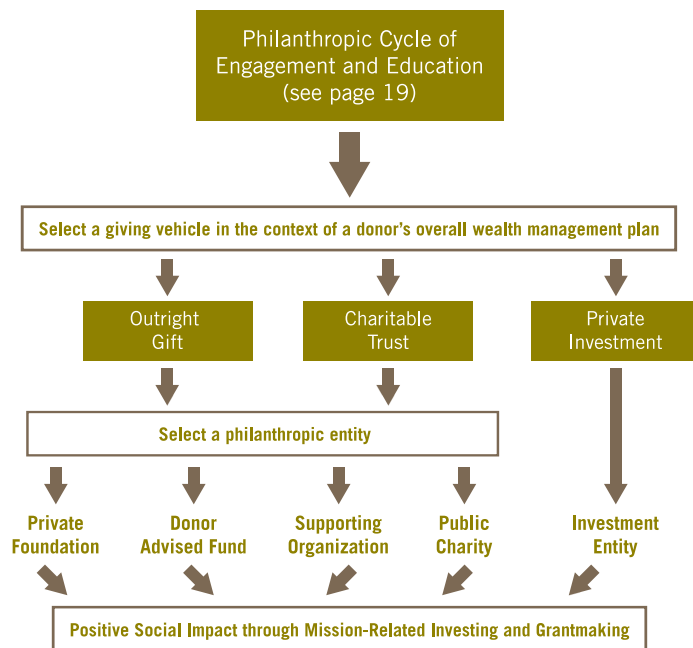 Philanthropic Cycle of
Engagement and Education
(see page 19)
Select a giving vehicle in the context of a donor’s overall wealth management plan
Outright
Gift
Charitable
Trust
Private
Investment
Select a philanthropic entity
Private
Foundation
Donor
Advised Fund
Supporting
Organization
Public
Charity
Investment
Entity
Positive Social Impact through Mission-Related Investing and Grantmaking